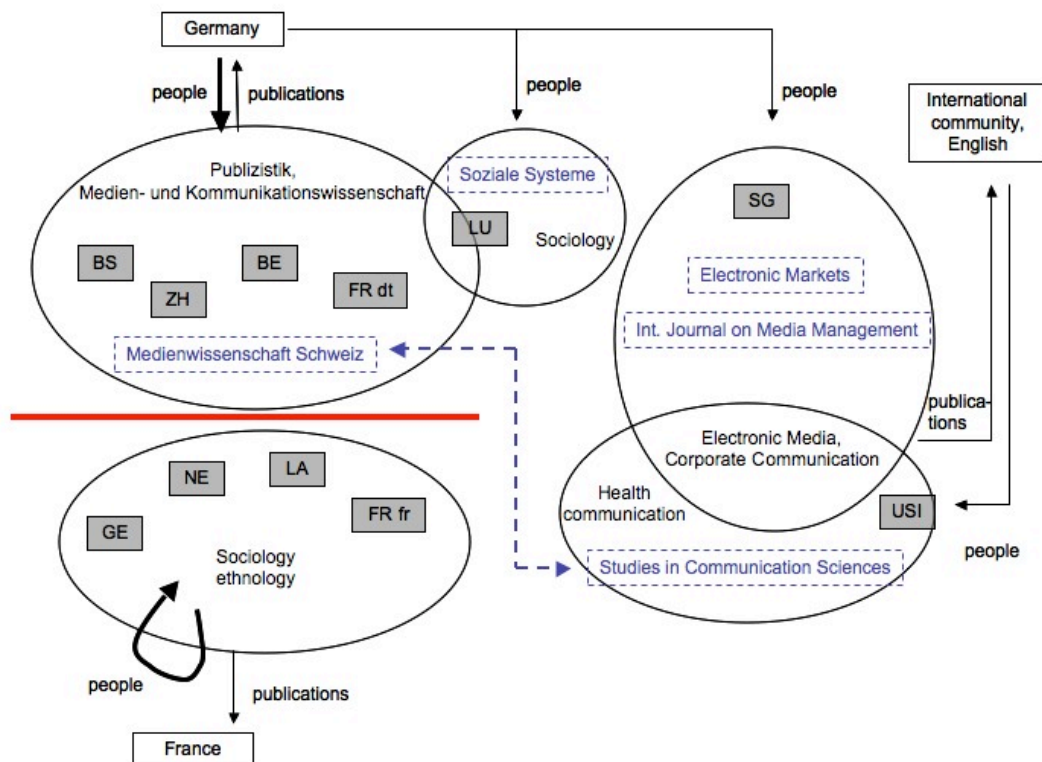 Germany
people
publications
people
people
International
community,
English
Publizistik,
Medien- und Kommunikationswissenschaft
Soziale Systeme
LU
Sociology
SG
BS
BE
ZH
FR dt
Electronic Markets
Int. Journal on Media Management
Medienwissenschaft Schweiz
publica-
tions
Electronic Media,
Corporate Communication
NE
LA
FR fr
GE
Health
communication
USI
Sociology
ethnology
Studies in Communication Sciences
people
people
publications
France